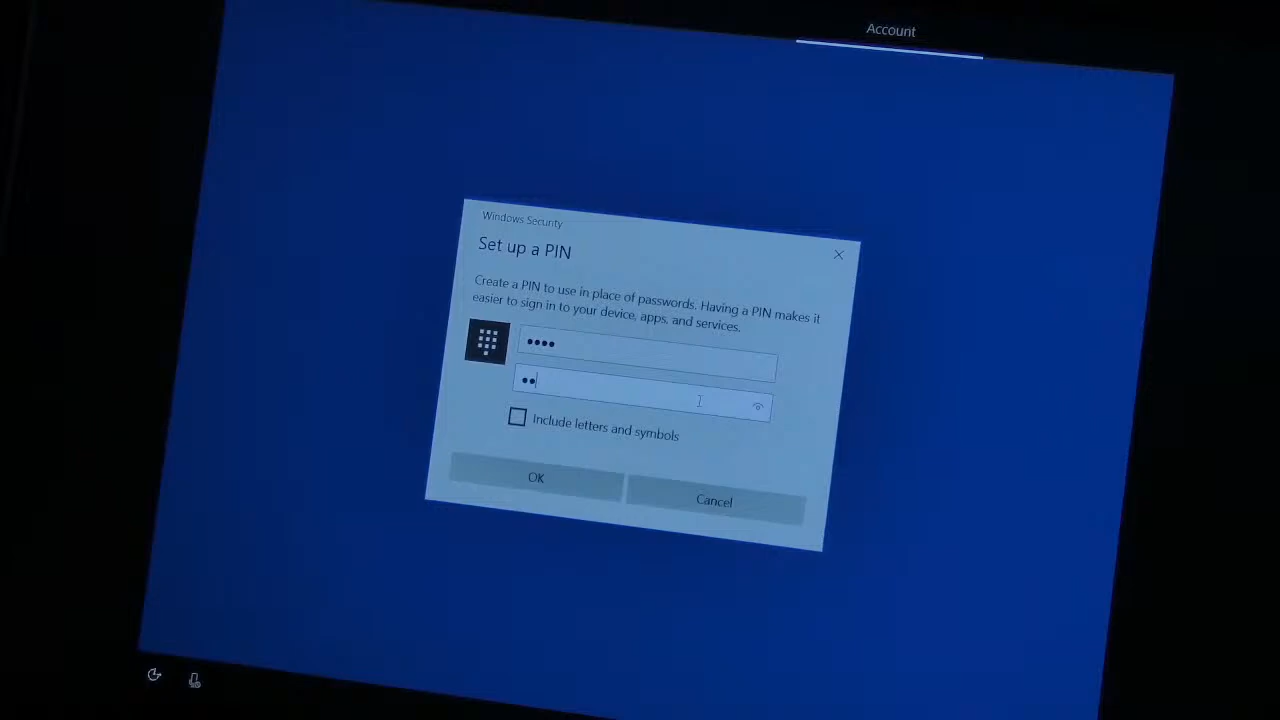 Account
Windows Security
Set up a PIN
Create a PIN to use in place of passwords. Having a PIN makes it
easier to sign in to your device, apps, and services.
••••
••
Include letters and symbols
OK
Cancel